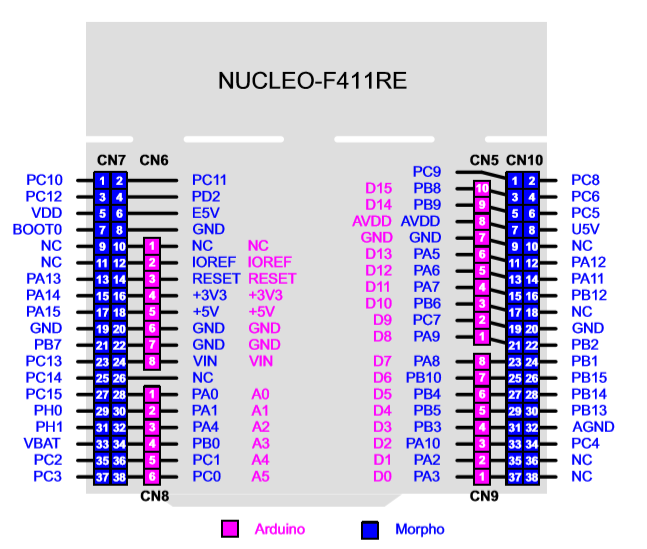 NUCLEO-F411RE
CN7 CN6 CN5 CN10
PC9
PC10 1 2 PC11 D15 PB8 10 1 2 PC8
PC12 3 4 PD2 D14 PB9 9 3 4 PC6
VDD 5 6 E5V AVDD AVDD 8 5 6 PC5
BOOT0 7 8 GND GND GND 7 7 8 U5V
NC 9 10 1 NC NC D13 PA5 6 9 10 NC
NC 11 12 2 IOREF IOREF D12 PA6 5 11 12 PA12
PA13 13 14 3 RESET RESET D11 PA7 4 13 14 PA11
PA14 15 16 4 +3V3 +3V3 D10 PB6 3 15 16 PB12
PA15 17 18 5 +5V +5V D9 PC7 2 17 18 NC
GND 19 20 6 GND GND D8 PA9 1 19 20 GND
PB7 21 22 7 GND GND 21 22 PB2
PC13 23 24 8 VIN VIN D7 PA8 8 23 24 PB1
PC14 25 26 NC D6 PB10 7 25 26 PB15
PC15 27 28 1 PA0 A0 D5 PB4 6 27 28 PB14
PH0 29 30 2 PA1 A1 D4 PB5 5 29 30 PB13
PH1 31 32 3 PA4 A2 D3 PB3 4 31 32 AGND
VBAT 33 34 4 PB0 A3 D2 PA10 3 33 34 PC4
PC2 35 36 5 PC1 A4 D1 PA2 2 35 36 NC
PC3 37 38 6 PC0 A5 D0 PA3 1 37 38 NC
CN8 CN9
Arduino Morpho